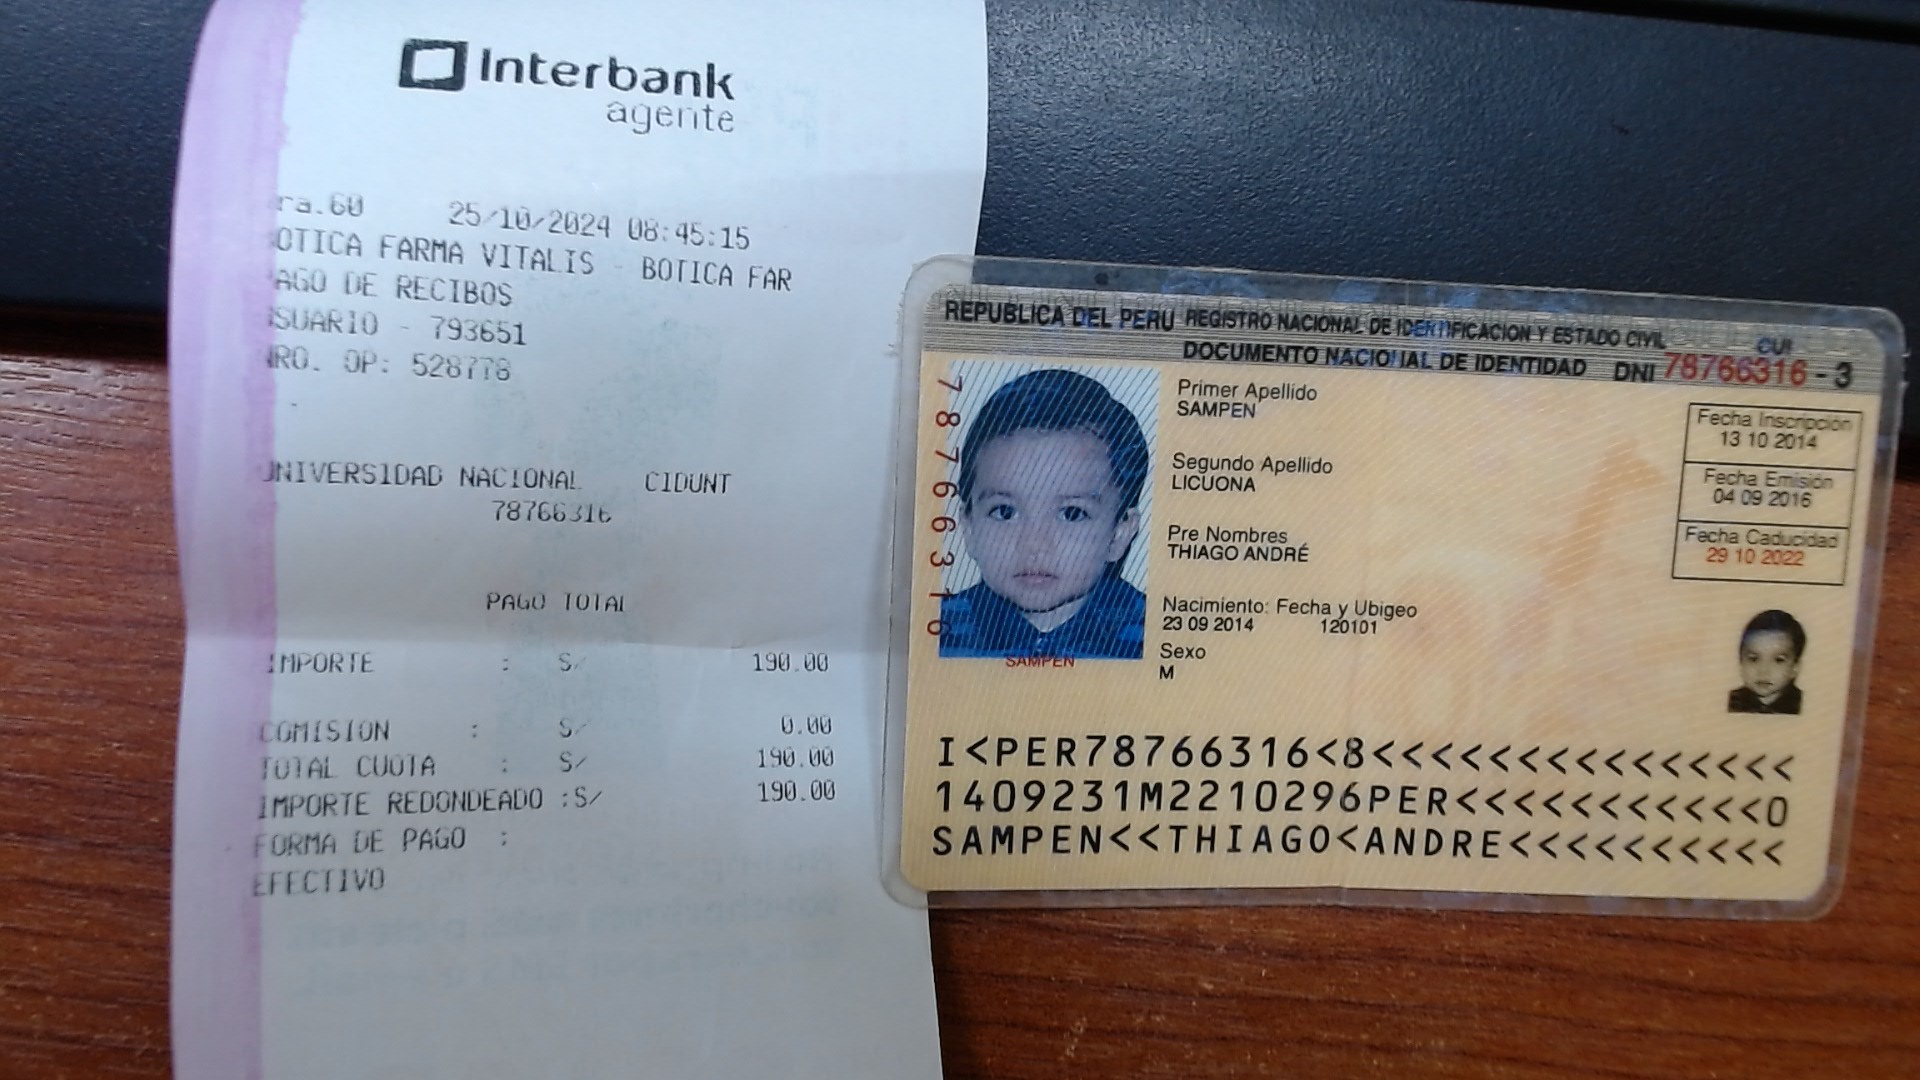 Interbank
agente
ra.60 25/10/2024 08:45:15
OTICA FARMA VITALIS - BOTICA FAR
AGO DE RECIBOS
SUARIO - 793651
NRO. OP: 528778
-
UNIVERSIDAD NACIONAL CIDUNT
78766316
PAGO TOTAL
IMPORTE : S/ 190.00
COMISION : S/ 0.00
TOTAL CUOTA : S/ 190.00
IMPORTE REDONDEADO :S/ 190.00
FORMA DE PAGO :
EFECTIVO
REPUBLICA DEL PERU REGISTRO NACIONAL DE IDENTIFICACION Y ESTADO CIVIL
CUI
DOCUMENTO NACIONAL DE IDENTIDAD DNI 78766316 - 3
78766316
Primer Apellido
SAMPEN
Segundo Apellido
LICUONA
Pre Nombres
THIAGO ANDRÉ
Nacimiento: Fecha y Ubigeo
23 09 2014 120101
Sexo
M
SAMPEN
Fecha Inscripción
13 10 2014
Fecha Emisión
04 09 2016
Fecha Caducidad
29 10 2022
I<PER78766316<8<<<<<<<<<<<<<<<
1409231M2210296PER<<<<<<<<<<<0
SAMPEN<<THIAGO<ANDRE<<<<<<<<<<